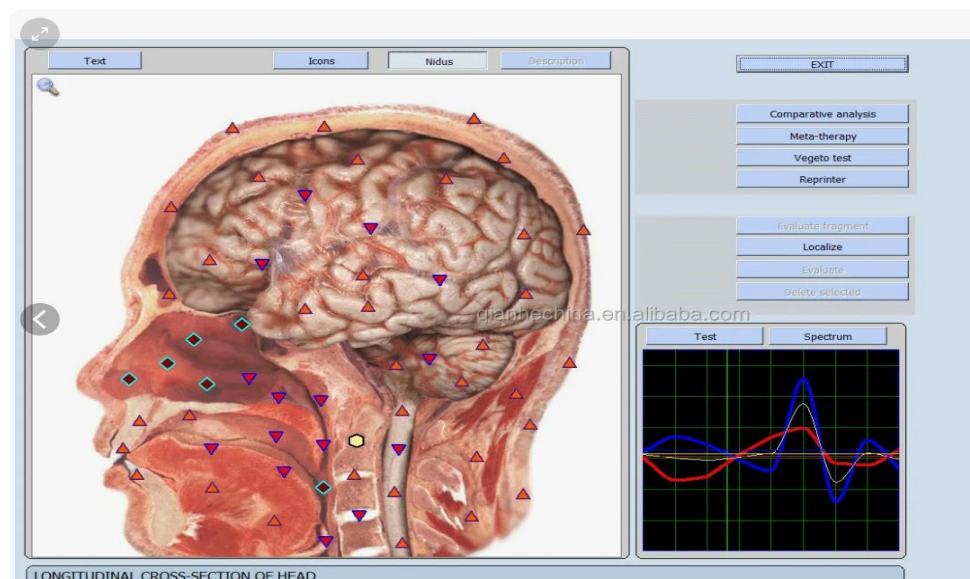 Text
Icons
Nidus
Description
EXIT
Comparative analysis
Meta-therapy
Vegeto test
Reprinter
Evaluate fragment
Localize
Evaluate
Delete selected
qianhechina.en.alibaba.com
Test
Spectrum
LONGITUDINAL CROSS-SECTION OF HEAD